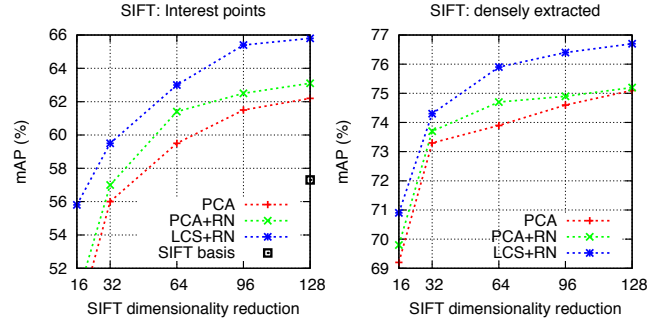 SIFT: Interest points
66
64
62
60
58
56
54
52
mAP (%)
PCA
PCA+RN
LCS+RN
SIFT basis
16 32 64 96 128
SIFT dimensionality reduction
SIFT: densely extracted
77
76
75
74
73
72
71
70
69
mAP (%)
PCA
PCA+RN
LCS+RN
16 32 64 96 128
SIFT dimensionality reduction